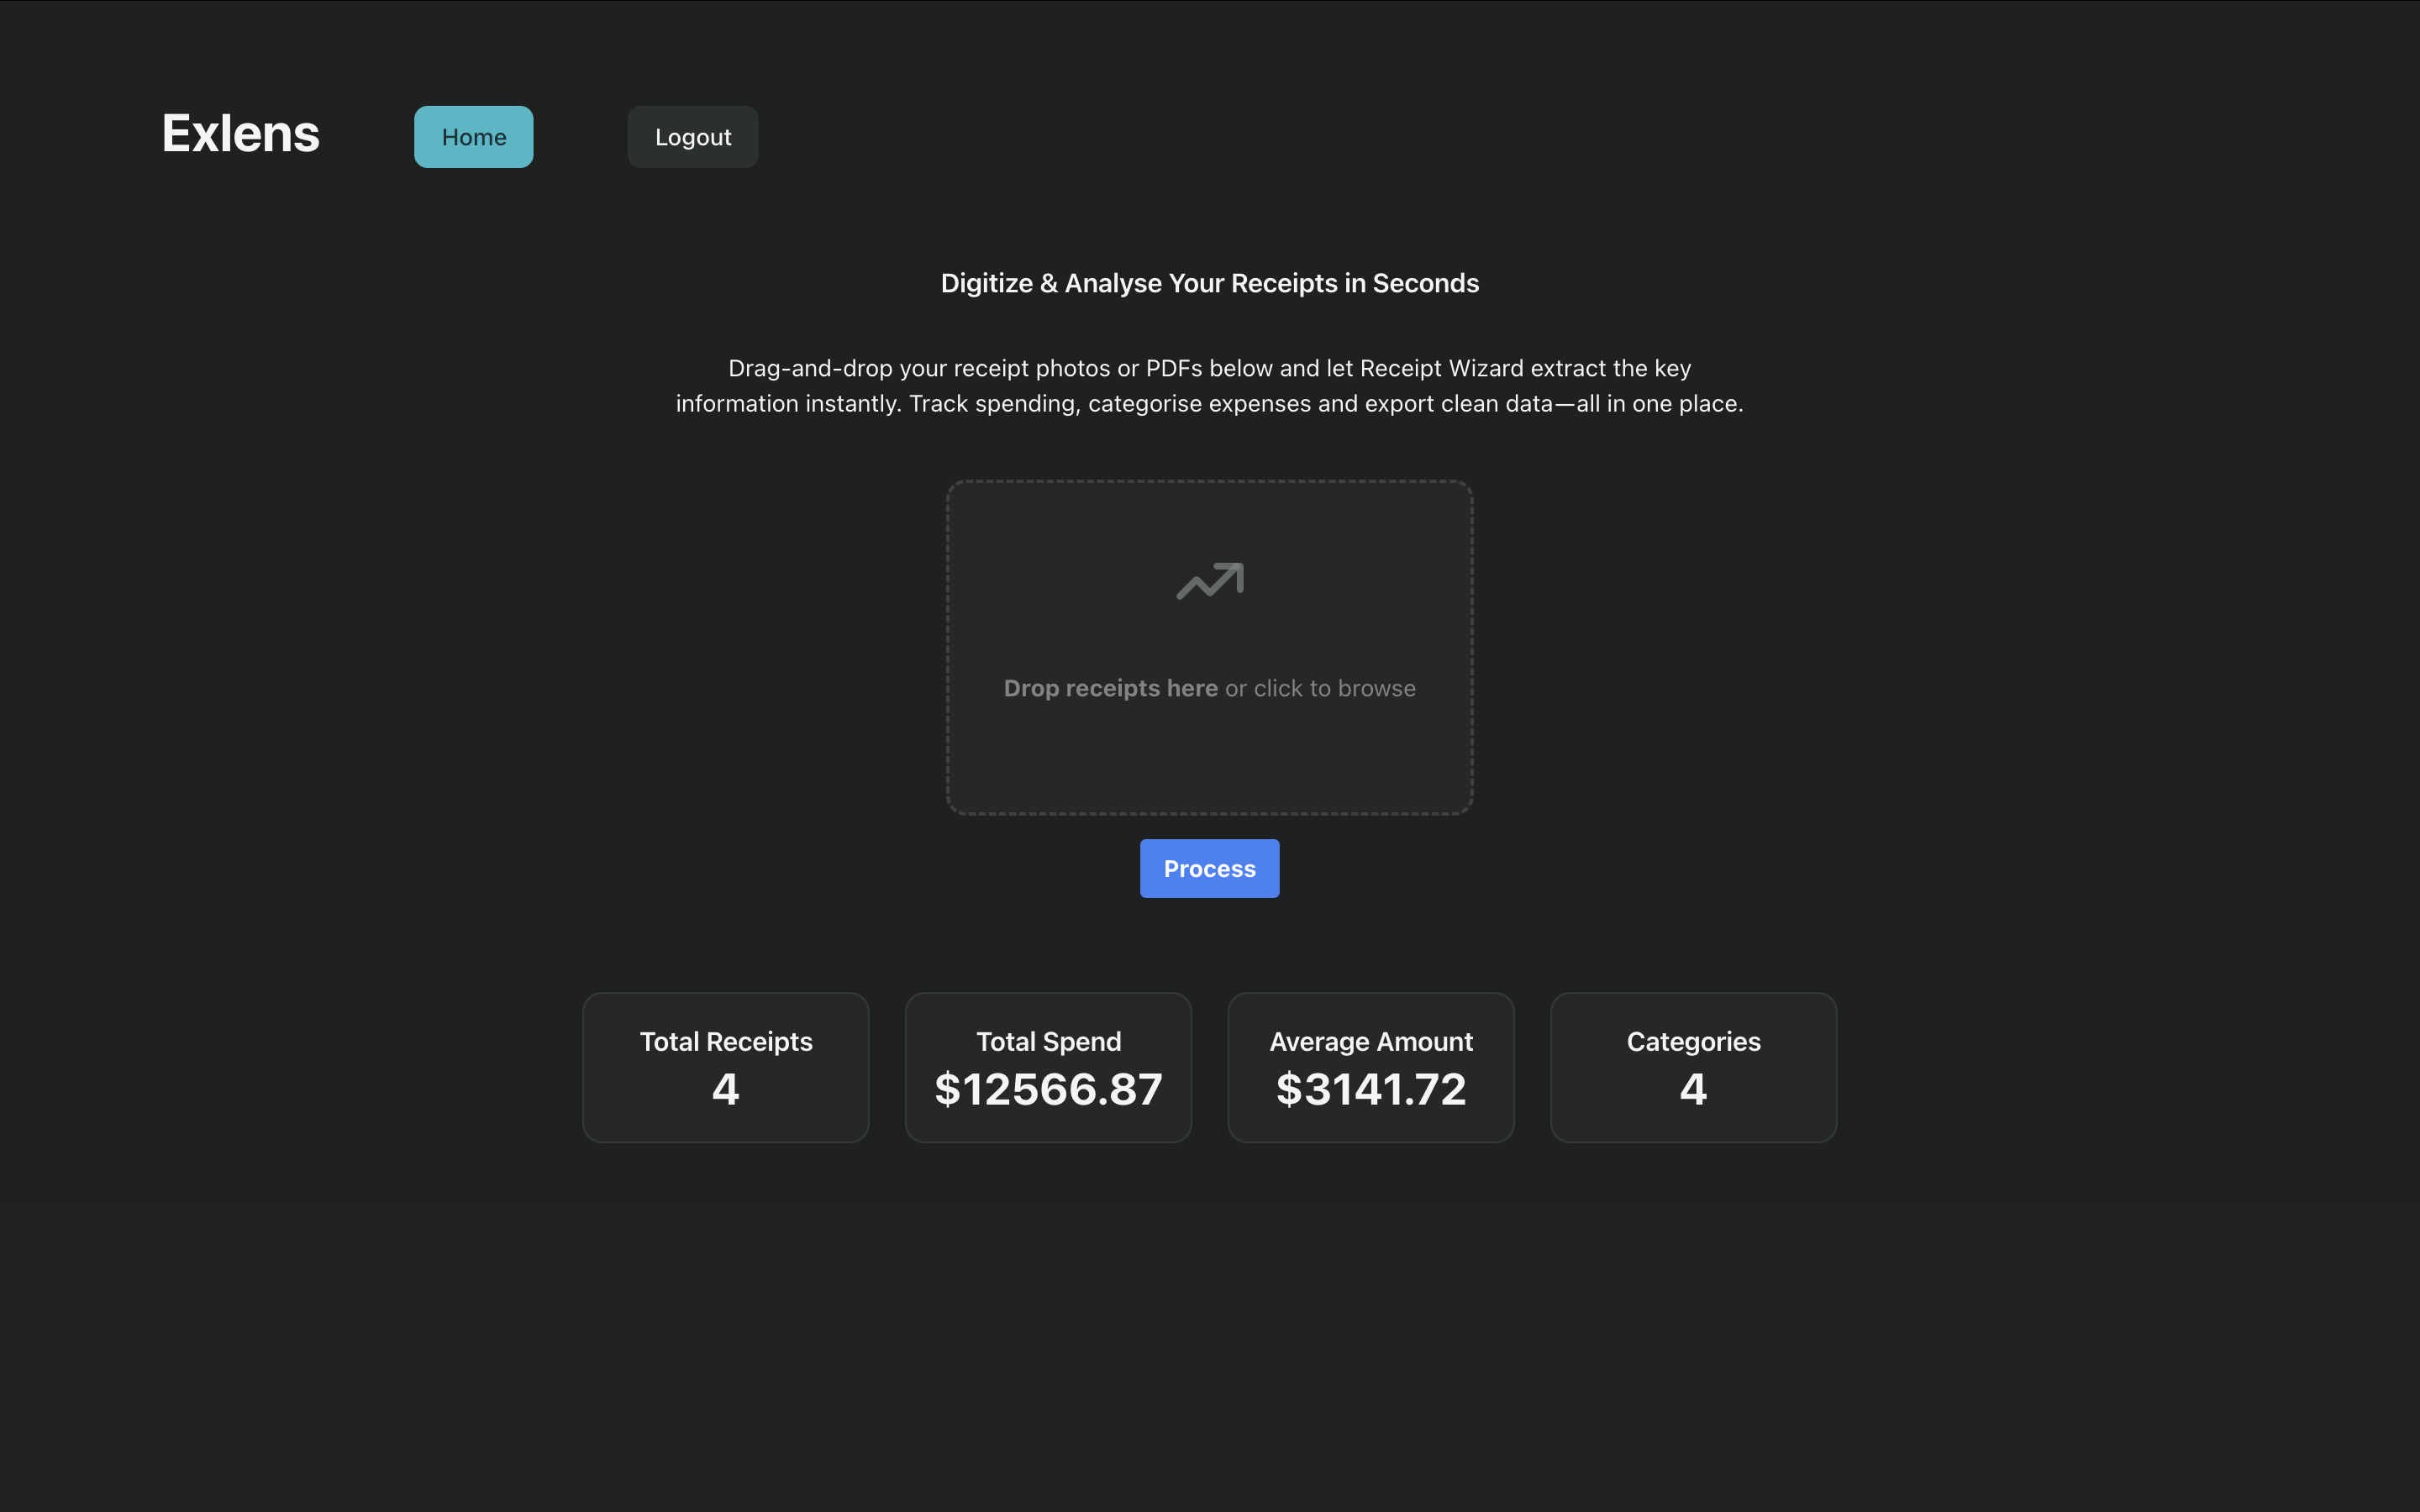 Exlens
Home
Logout
Digitize & Analyse Your Receipts in Seconds
Drag-and-drop your receipt photos or PDFs below and let Receipt Wizard extract the key
information instantly. Track spending, categorise expenses and export clean data—all in one place.
Drop receipts here or click to browse
Process
Total Receipts
4
Total Spend
$12566.87
Average Amount
$3141.72
Categories
4